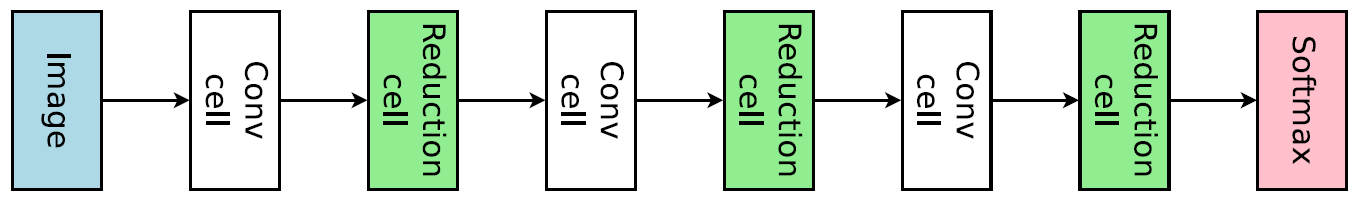 Image
Conv
cell
Reduction
cell
Conv
cell
Reduction
cell
Conv
cell
Reduction
cell
Softmax